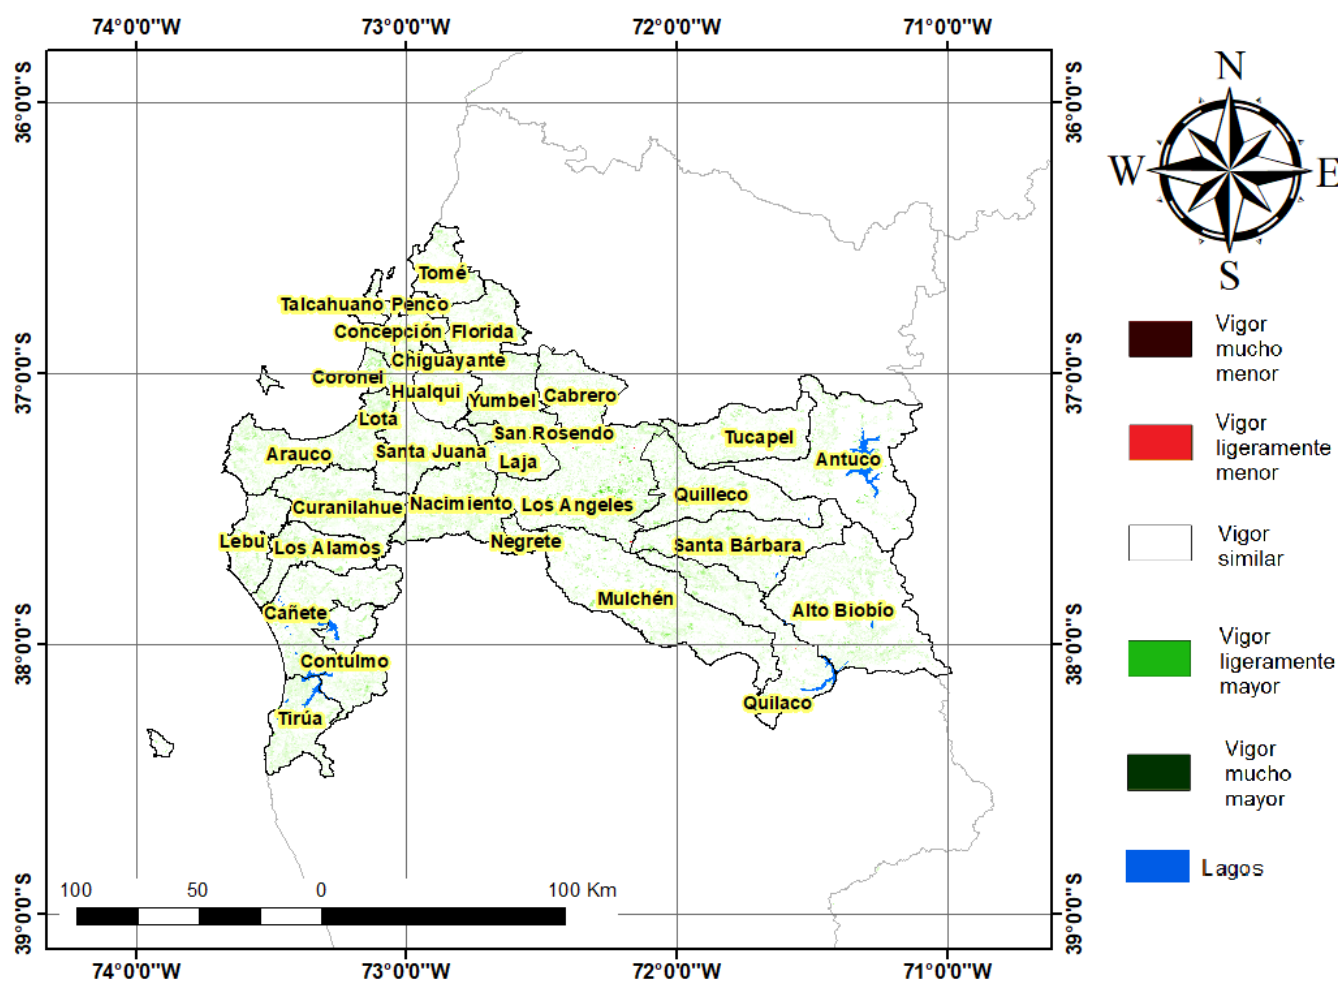 74°0'0"W 73°0'0"W 72°0'0"W 71°0'0"W
36°0'0"S
36°0'0"S
N
W
E
S
Tomé
Talcahuano Penco
Concepción Florida
Chiguayante
Coronel
Hualqui
Yumbel Cabrero
Lota
San Rosendo
Tucapel
Arauco
Santa Juana
Laja
Antuco
Quilleco
Curanilahue Nacimiento Los Angeles
Lebu
Los Alamos
Negrete
Santa Bárbara
Mulchén
Alto Biobío
Cañete
Contulmo
Quilaco
Tirúa
37°0'0"S
37°0'0"S
38°0'0"S
38°0'0"S
39°0'0"S
39°0'0"S
100 50 0 100 Km
74°0'0"W 73°0'0"W 72°0'0"W 71°0'0"W
Vigor
mucho
menor
Vigor
ligeramente
menor
Vigor
similar
Vigor
ligeramente
mayor
Vigor
mucho
mayor
Lagos